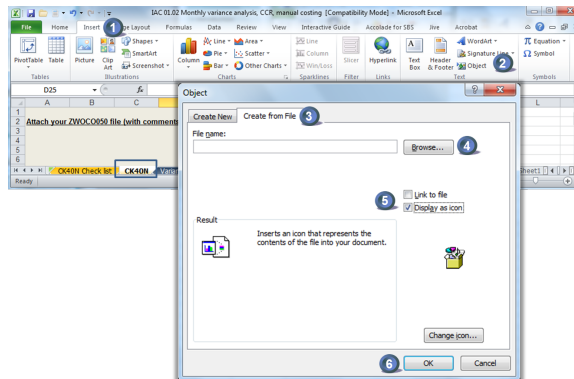 IAC 01.02 Monthly variance analysis, CCR, manual costing [Compatibility Mode] - Microsoft Excel
File Home Insert 1 Page Layout Formulas Data Review View Interactive Guide Accolade for SBS Jive Acrobat
PivotTable Table Picture Clip Art Shapes SmartArt Screenshot Column Line Pie Bar Area Scatter Other Charts Line Column Win/Loss Slicer Hyperlink Text Box Header & Footer WordArt Signature Line Object 2 Equation Symbol
Tables Illustrations Charts Sparklines Filter Links Text Symbols
D25 fx
A B C L
1
2 Attach your ZWOCO050 file (with comment
3
4
5
6
CK40N Check list CK40N Varia Sheet1
Ready
Object
Create New Create from File 3
File name:
Browse... 4
5 Link to file
Display as icon
Result
Inserts an icon that represents the
contents of the file into your document.
Change icon...
6 OK Cancel